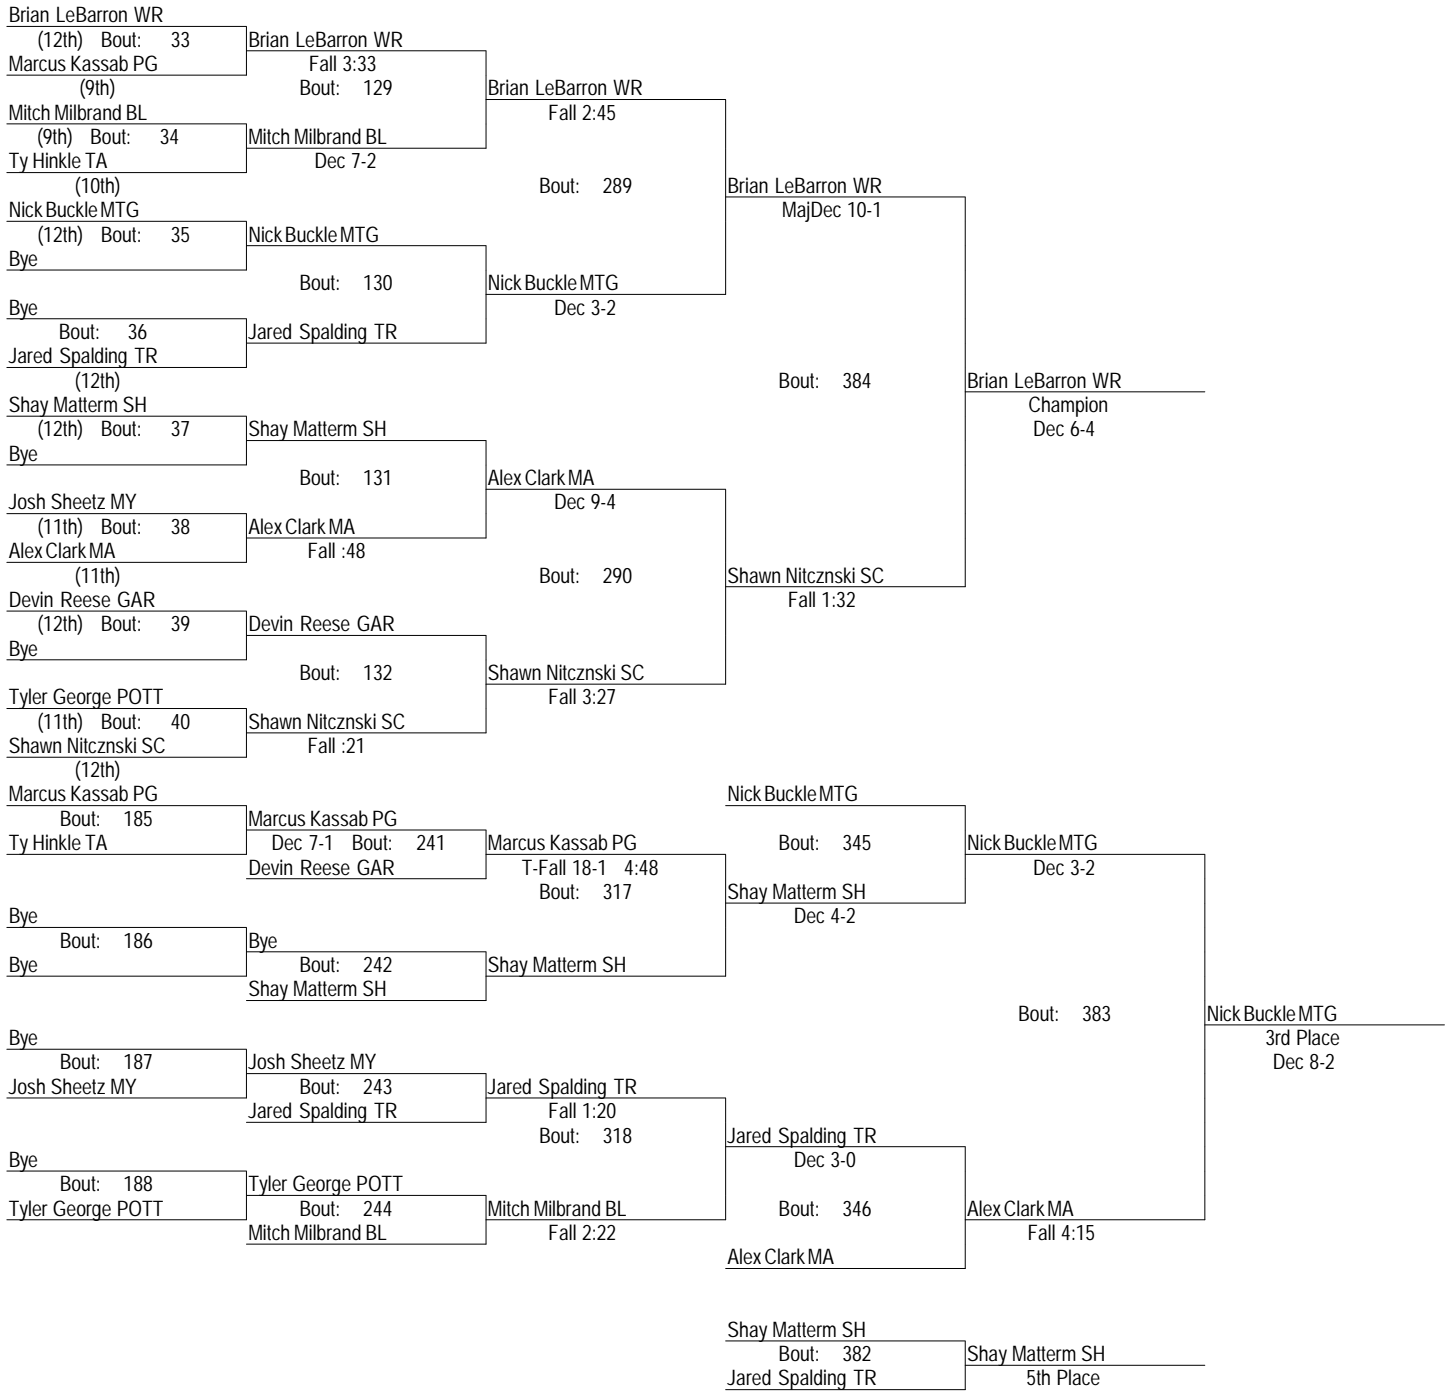 Brian LeBarron WR
(12th) Bout: 33 Brian LeBarron WR
Marcus Kassab PG Fall 3:33
(9th) Bout: 129 Brian LeBarron WR
Mitch Milbrand BL Fall 2:45
(9th) Bout: 34 Mitch Milbrand BL
Ty Hinkle TA Dec 7-2
(10th) Bout: 289 Brian LeBarron WR
Nick Buckle MTG MajDec 10-1
(12th) Bout: 35 Nick Buckle MTG
Bye
Bout: 130 Nick Buckle MTG
Bye Dec 3-2
Bout: 36 Jared Spalding TR
Jared Spalding TR
(12th) Bout: 384 Brian LeBarron WR
Shay Matterm SH Champion
(12th) Bout: 37 Shay Matterm SH Dec 6-4
Bye
Bout: 131 Alex Clark MA
Josh Sheetz MY Dec 9-4
(11th) Bout: 38 Alex Clark MA
Alex Clark MA Fall :48
(11th) Bout: 290 Shawn Nitcznski SC
Devin Reese GAR Fall 1:32
(12th) Bout: 39 Devin Reese GAR
Bye
Bout: 132 Shawn Nitcznski SC
Tyler George POTT Fall 3:27
(11th) Bout: 40 Shawn Nitcznski SC
Shawn Nitcznski SC Fall :21
(12th)
Marcus Kassab PG Nick Buckle MTG
Bout: 185 Marcus Kassab PG
Ty Hinkle TA Dec 7-1 Bout: 241 Marcus Kassab PG Bout: 345 Nick Buckle MTG
Devin Reese GAR T-Fall 18-1 4:48 Dec 3-2
Bout: 317 Shay Matterm SH
Bye Dec 4-2
Bout: 186 Bye
Bye Bout: 242 Shay Matterm SH
Shay Matterm SH
Bout: 383 Nick Buckle MTG
Bye 3rd Place
Bout: 187 Josh Sheetz MY Dec 8-2
Josh Sheetz MY Bout: 243 Jared Spalding TR
Jared Spalding TR Fall 1:20
Bout: 318 Jared Spalding TR
Bye Dec 3-0
Bout: 188 Tyler George POTT
Tyler George POTT Bout: 244 Mitch Milbrand BL Bout: 346 Alex Clark MA
Mitch Milbrand BL Fall 2:22 Fall 4:15
Alex Clark MA
Shay Matterm SH
Bout: 382 Shay Matterm SH
Jared Spalding TR 5th Place